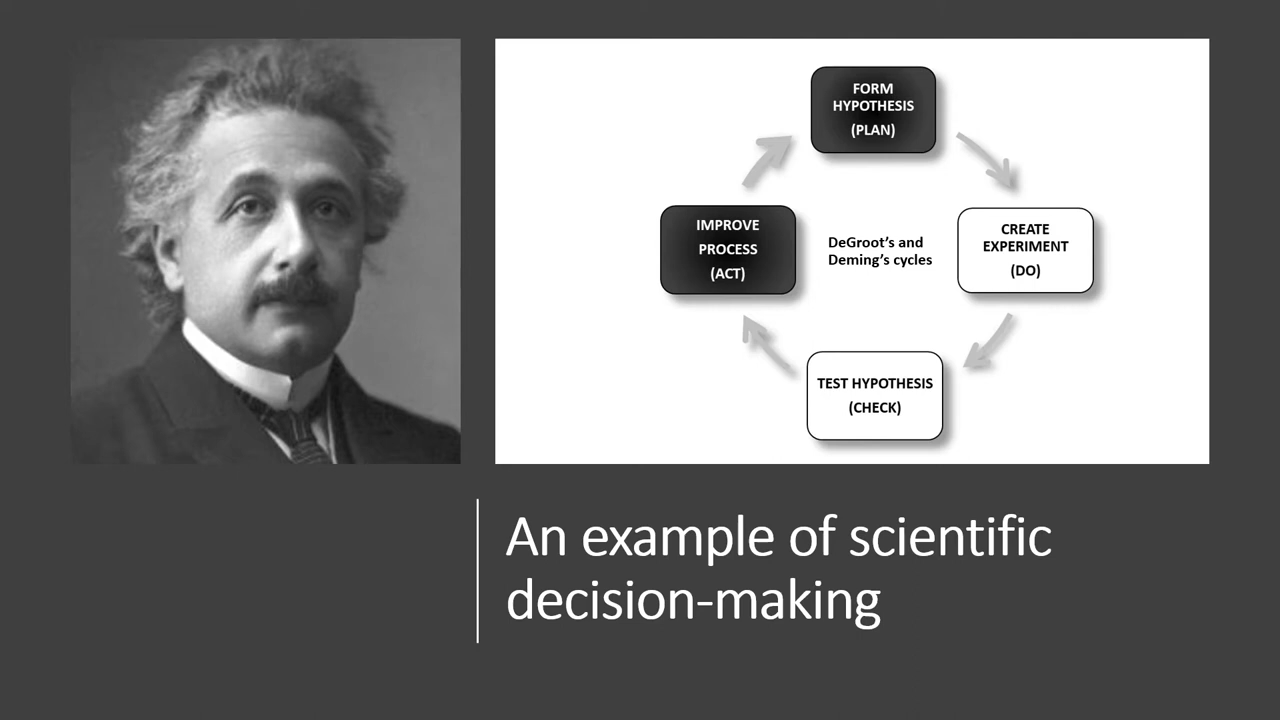 FORM
HYPOTHESIS
(PLAN)
IMPROVE
PROCESS
(ACT)
DeGroot's and
Deming's cycles
CREATE
EXPERIMENT
(DO)
TEST HYPOTHESIS
(CHECK)
An example of scientific
decision-making